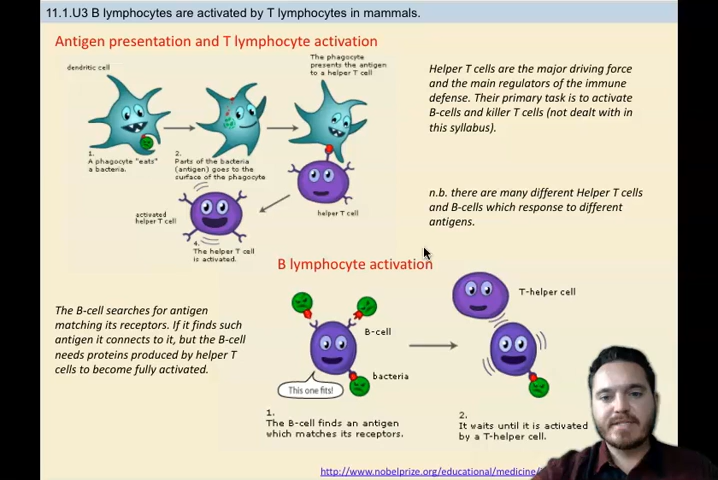 11.1.U3 B lymphocytes are activated by T lymphocytes in mammals.
Antigen presentation and T lymphocyte activation
dendritic cell
The phagocyte
presents the antigen
to a helper T cell
1.
A phagocyte "eats"
a bacteria.
2.
Parts of the bacteria
(antigen) goes to the
surface of the phagocyte
helper T cell
activated
helper T cell
4.
The helper T cell
is activated.
Helper T cells are the major driving force
and the main regulators of the immune
defense. Their primary task is to activate
B-cells and killer T cells (not dealt with in
this syllabus).
n.b. there are many different Helper T cells
and B-cells which response to different
antigens.
B lymphocyte activation
The B-cell searches for antigen
matching its receptors. If it finds such
antigen it connects to it, but the B-cell
needs proteins produced by helper T
cells to become fully activated.
B-cell
bacteria
This one fits!
1.
The B-cell finds an antigen
which matches its receptors.
T-helper cell
2.
It waits until it is activated
by a T-helper cell.
http://www.nobelprize.org/educational/medicine/